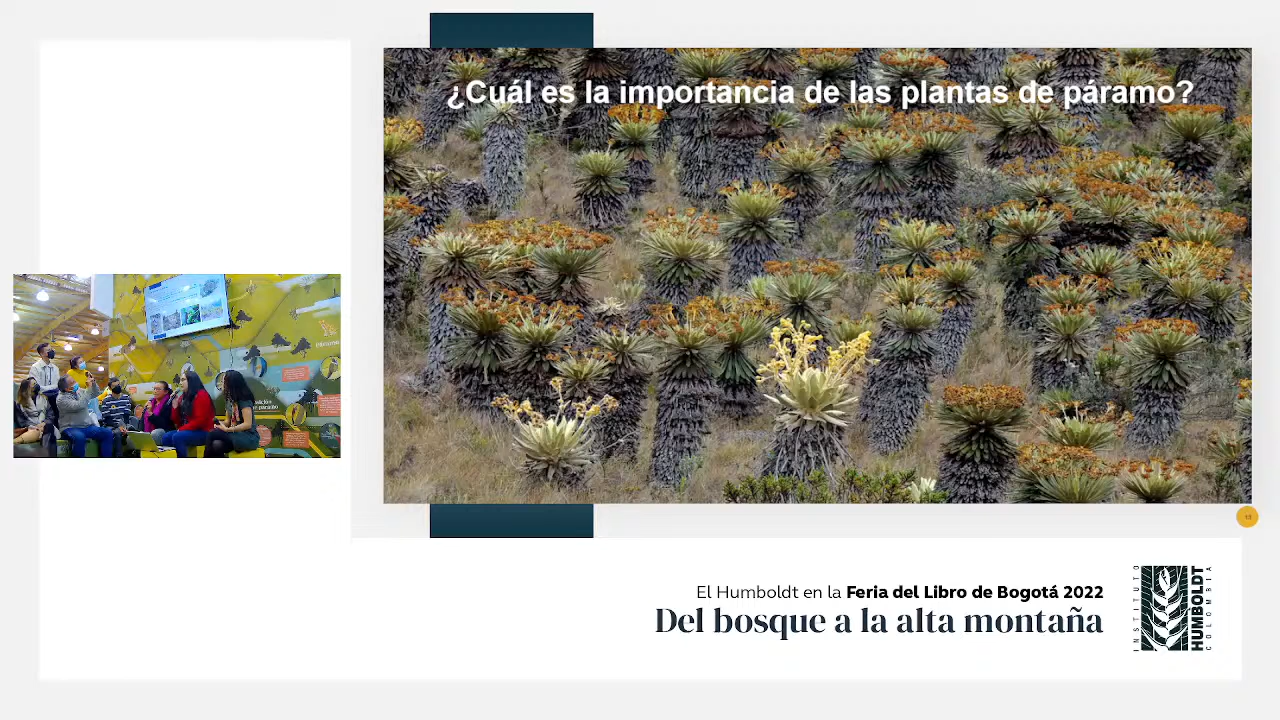 ¿Cuál es la importancia de las plantas de páramo?
13
El Humboldt en la Feria del Libro de Bogotá 2022
Del bosque a la alta montaña
INSTITUTO
HUMBOLDT
COLOMBIA